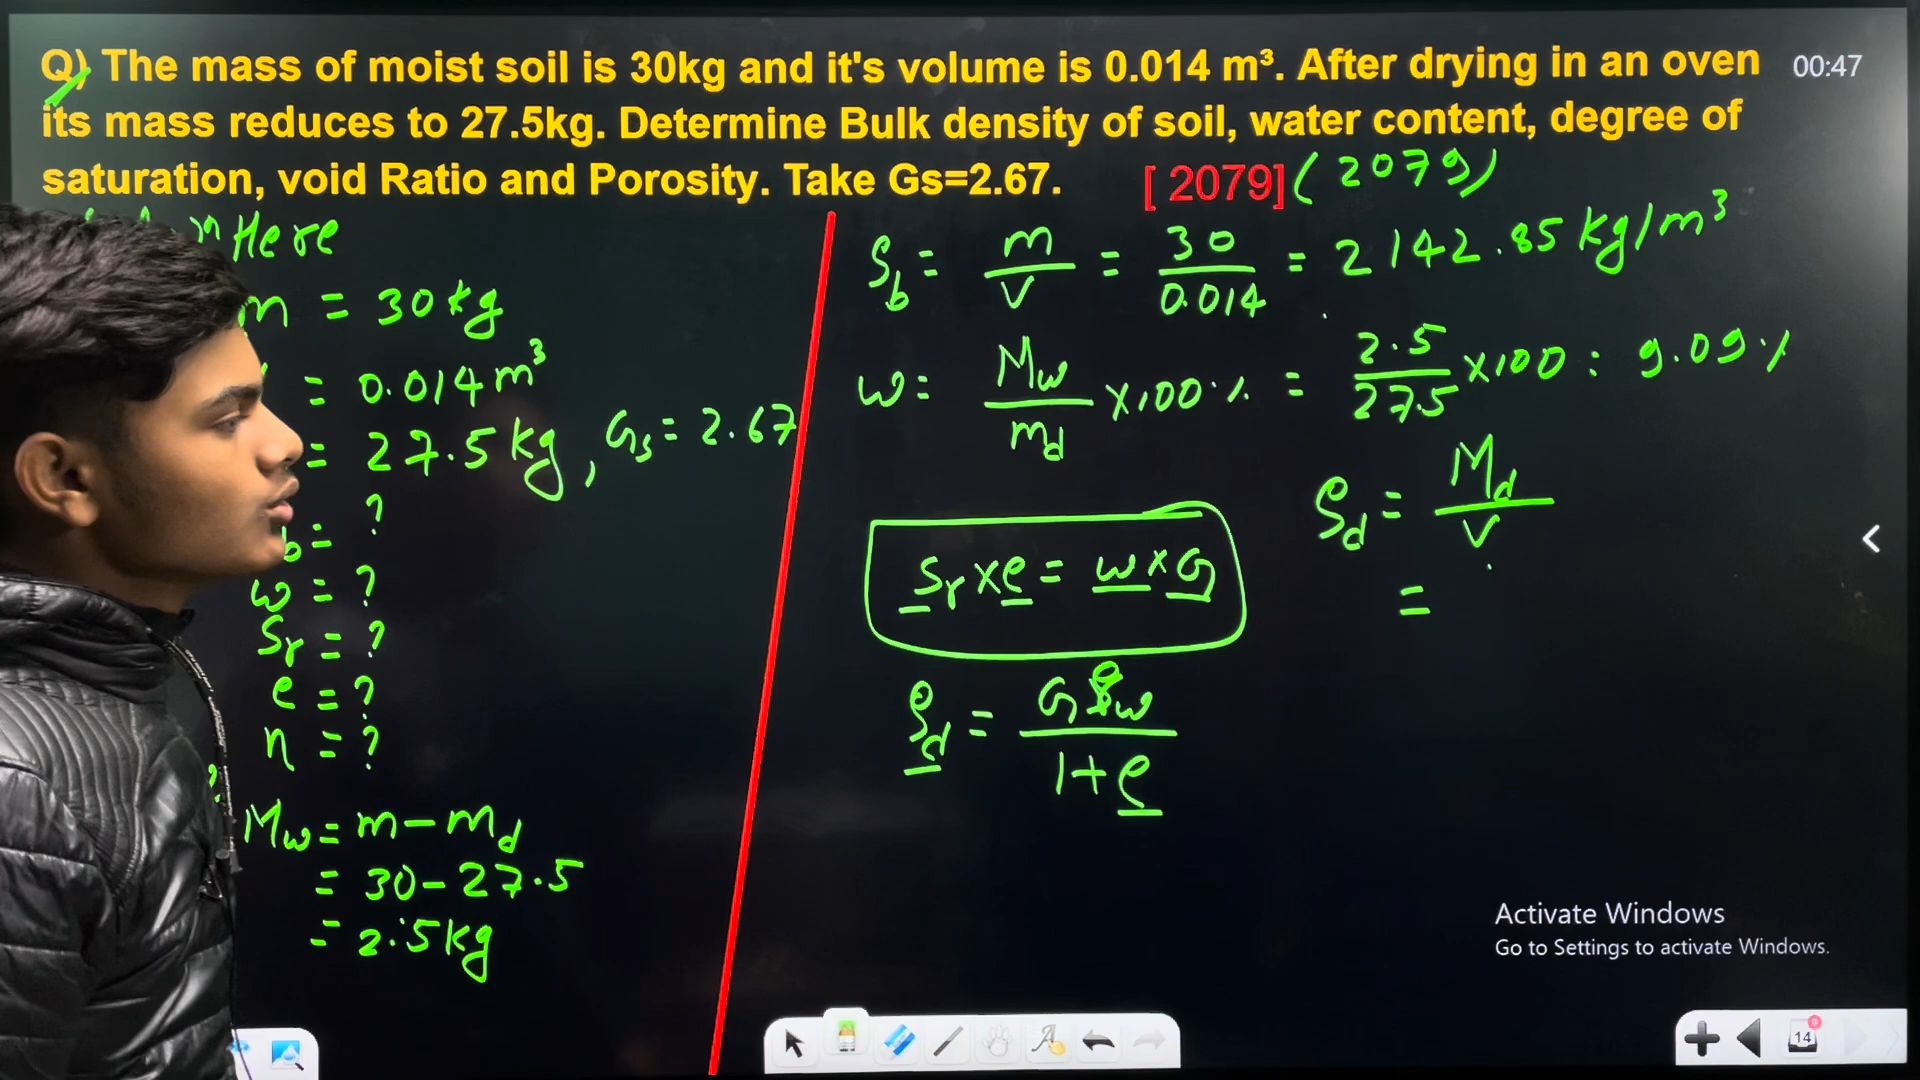 Q) The mass of moist soil is 30kg and it's volume is 0.014 m³. After drying in an oven
its mass reduces to 27.5kg. Determine Bulk density of soil, water content, degree of
saturation, void Ratio and Porosity. Take Gs=2.67. [ 2079] (2079)
00:47
Here
m = 30kg
= 0.014 m³
= 27.5 kg, Gs = 2.67
b = ?
w = ?
Sr = ?
e = ?
n = ?
Mw = m - Md
= 30 - 27.5
= 2.5kg
ρb = m/V = 30/0.014 = 2142.85 kg/m³
w = Mw/Md × 100 % = 2.5/27.5 × 100 : 9.09 %
Sr × e = w × G
ρd = Md/V
=
ρd = Gρw/1+e
Activate Windows
Go to Settings to activate Windows.
14